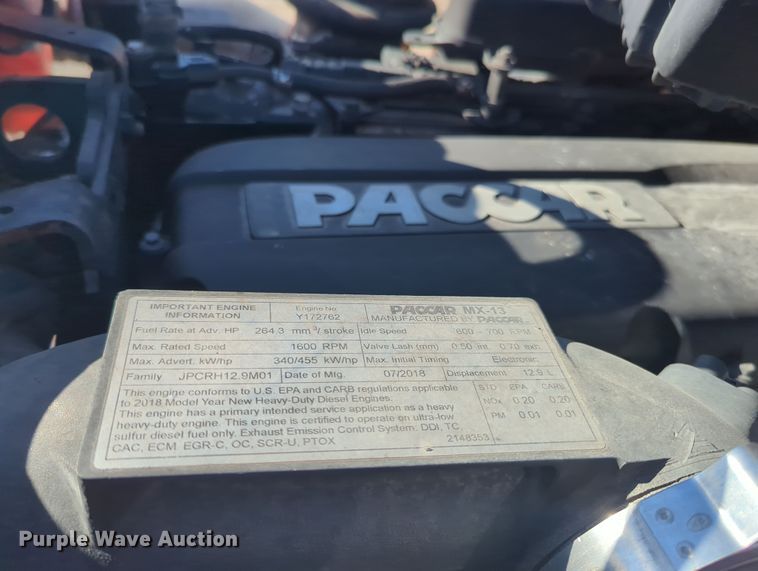 PACCAR
IMPORTANT ENGINE INFORMATION
Engine No. Y172762
PACCAR MX-13
MANUFACTURED BY PACCAR
Fuel Rate at Adv. HP 264.3 mm³/stroke Idle Speed 600 - 700 RPM
Max. Rated Speed 1600 RPM Valve Lash (mm) 0.50 int. 0.70 exh.
Max. Advert. kW/hp 340/455 kW/hp Max. Initial Timing Electronic
Family JPCRH12.9M01 Date of Mfg. 07/2018 Displacement 12.9 L
This engine conforms to U.S. EPA and CARB regulations applicable STD EPA CARB
to 2018 Model Year New Heavy-Duty Diesel Engines. NOx 0.20 0.20
This engine has a primary intended service application as a heavy PM 0.01 0.01
heavy-duty engine. This engine is certified to operate on ultra-low
sulfur diesel fuel only. Exhaust Emission Control System: DDI, TC,
CAC, ECM EGR-C, OC, SCR-U, PTOX 2148353
Purple Wave Auction